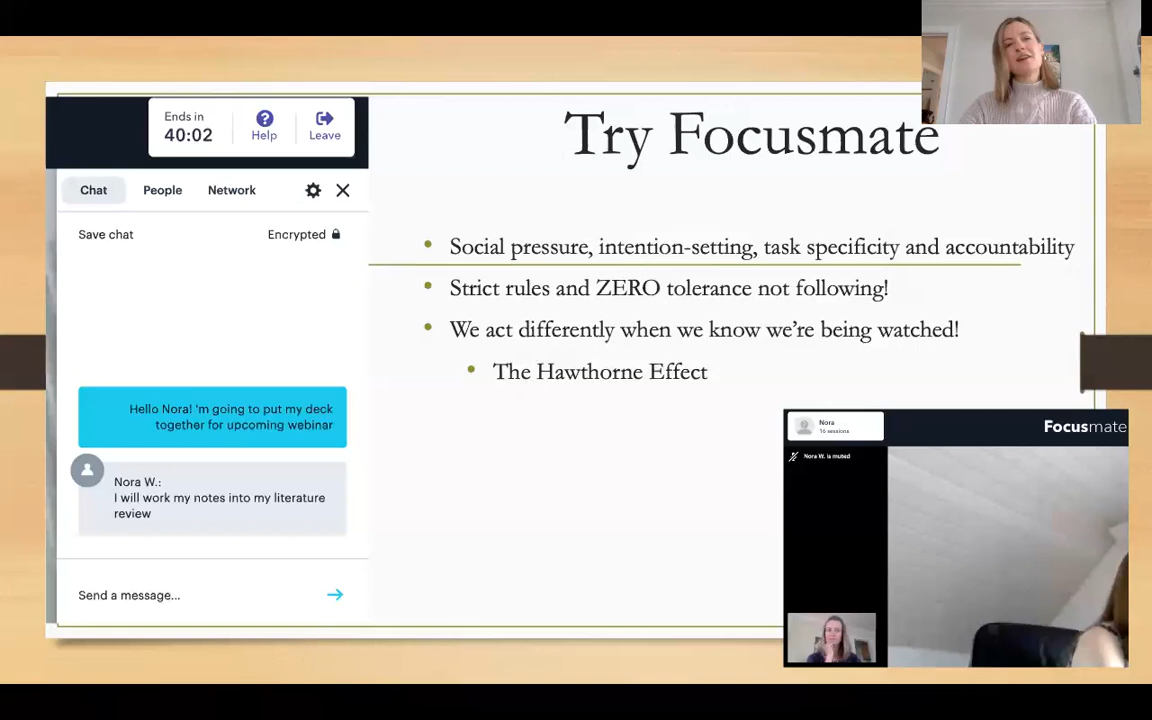 Ends in
40:02
Help
Leave
Chat
People
Network
Save chat
Encrypted
Hello Nora! 'm going to put my deck
together for upcoming webinar
Nora W.:
I will work my notes into my literature
review
Send a message...
Try Focusmate
• Social pressure, intention-setting, task specificity and accountability
• Strict rules and ZERO tolerance not following!
• We act differently when we know we're being watched!
• The Hawthorne Effect
Nora
16 sessions
Focusmate
Nora W. is muted